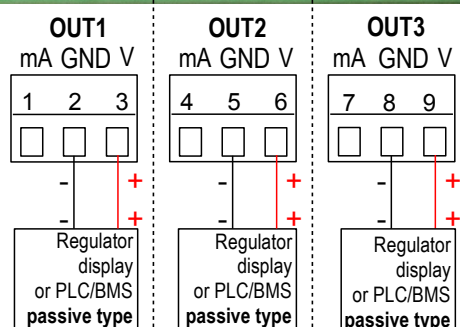 OUT1
mA GND V
1 2 3
- +
- +
Regulator
display
or PLC/BMS
passive type
OUT2
mA GND V
4 5 6
- +
- +
Regulator
display
or PLC/BMS
passive type
OUT3
mA GND V
7 8 9
- +
- +
Regulator
display
or PLC/BMS
passive type